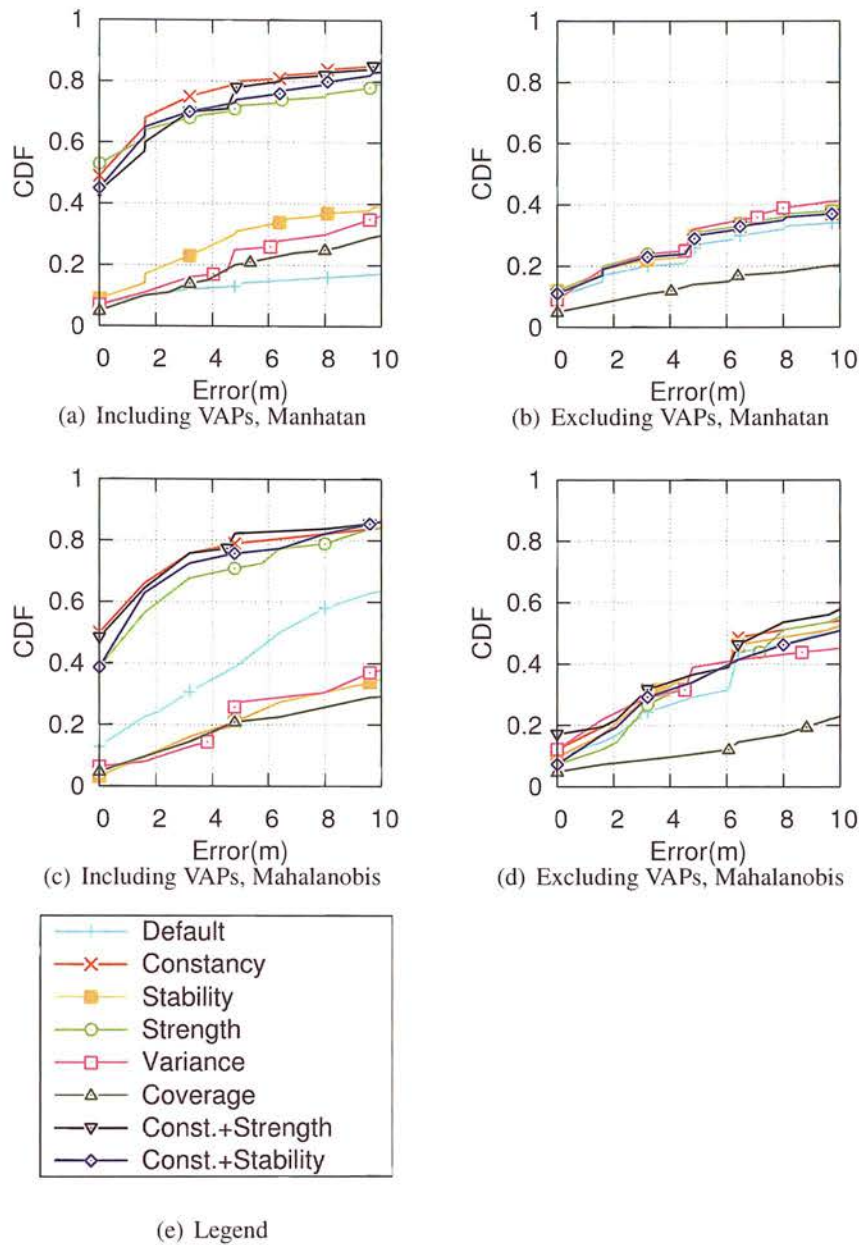 1
0.8
0.6
0.4
0.2
0
CDF
0 2 4 6 8 10
Error(m)
(a) Including VAPs, Manhatan
1
0.8
0.6
0.4
0.2
0
CDF
0 2 4 6 8 10
Error(m)
(b) Excluding VAPs, Manhatan
1
0.8
0.6
0.4
0.2
0
CDF
0 2 4 6 8 10
Error(m)
(c) Including VAPs, Mahalanobis
1
0.8
0.6
0.4
0.2
0
CDF
0 2 4 6 8 10
Error(m)
(d) Excluding VAPs, Mahalanobis
Default
Constancy
Stability
Strength
Variance
Coverage
Const.+Strength
Const.+Stability
(e) Legend